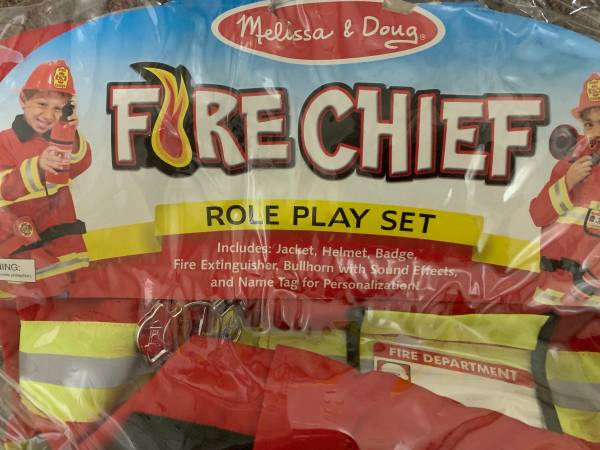 Melissa & Doug®
FIRE CHIEF
ROLE PLAY SET
Includes: Jacket, Helmet, Badge,
Fire Extinguisher, Bullhorn with Sound Effects,
and Name Tag for Personalization!
NING:
FIRE DEPARTMENT